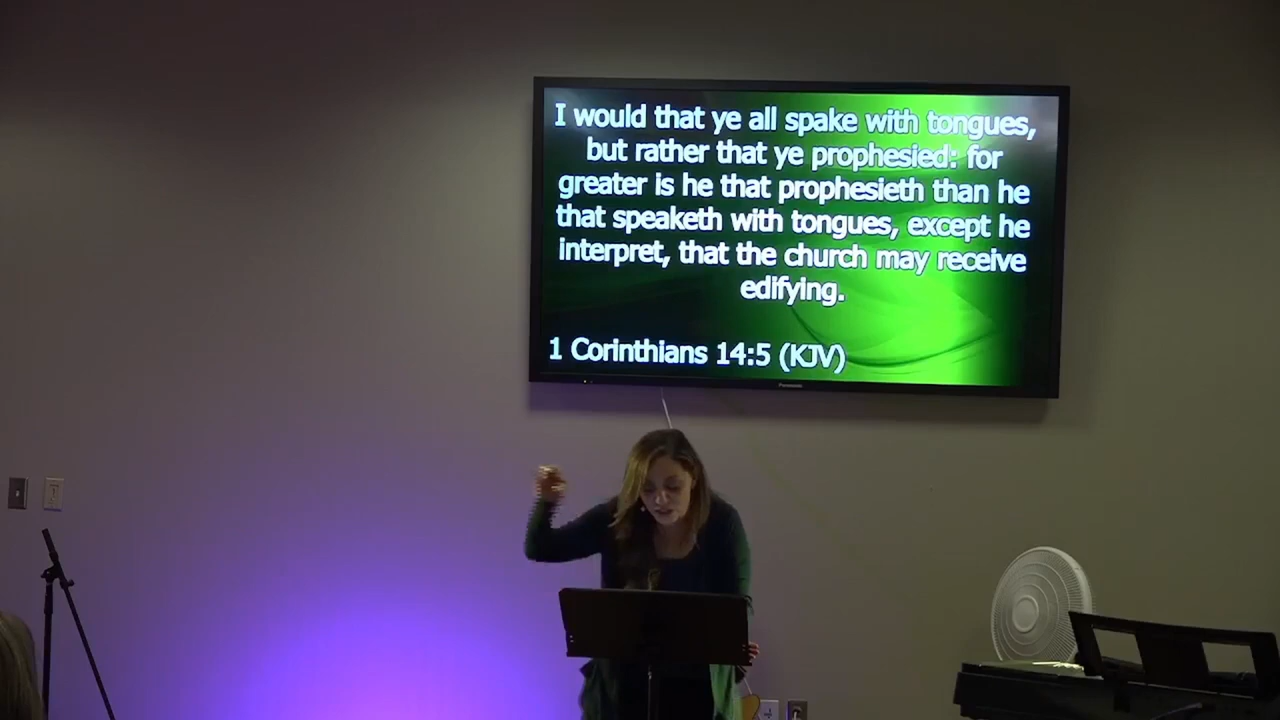 I would that ye all spake with tongues,
but rather that ye prophesied: for
greater is he that prophesieth than he
that speaketh with tongues, except he
interpret, that the church may receive
edifying.
1 Corinthians 14:5 (KJV)
Panasonic